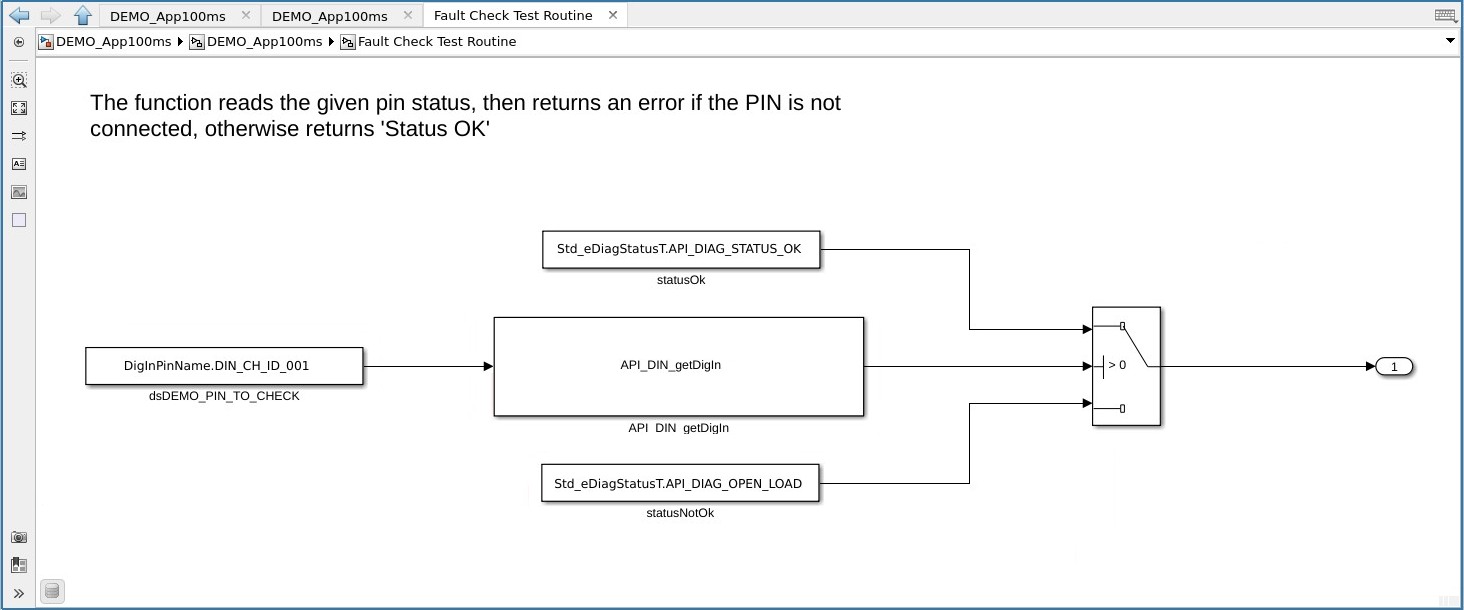 DEMO_App100ms
DEMO_App100ms
Fault Check Test Routine
DEMO_App100ms
DEMO_App100ms
Fault Check Test Routine
The function reads the given pin status, then returns an error if the PIN is not
connected, otherwise returns 'Status OK'
Std_eDiagStatusT.API_DIAG_STATUS_OK
statusOk
DigInPinName.DIN_CH_ID_001
dsDEMO_PIN_TO_CHECK
API_DIN_getDigIn
API_DIN_getDigIn
> 0
1
Std_eDiagStatusT.API_DIAG_OPEN_LOAD
statusNotOk